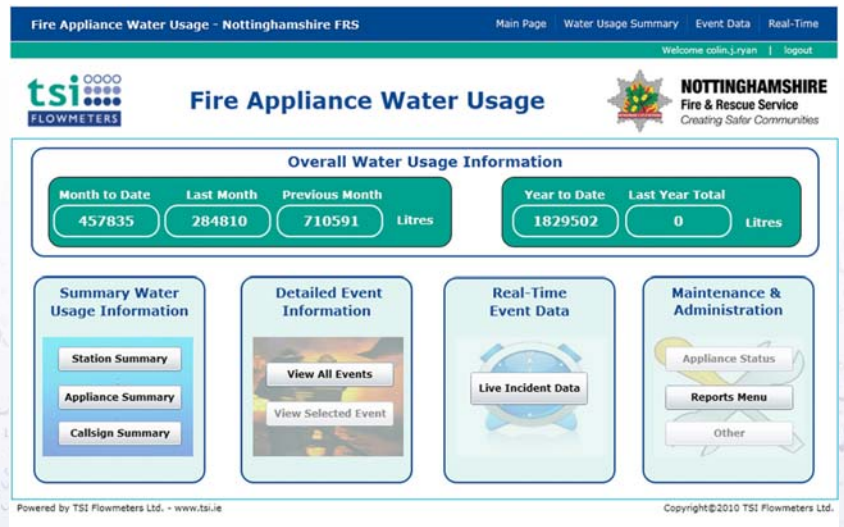 Fire Appliance Water Usage - Nottinghamshire FRS
Main Page Water Usage Summary Event Data Real-Time
Welcome colin.j.ryan | logout
tsi
FLOWMETERS
Fire Appliance Water Usage
NOTTINGHAMSHIRE
Fire & Rescue Service
Creating Safer Communities
Overall Water Usage Information
Month to Date Last Month Previous Month
457835 284810 710591 Litres
Year to Date Last Year Total
1829502 0 Litres
Summary Water
Usage Information
Station Summary
Appliance Summary
Callsign Summary
Detailed Event
Information
View All Events
View Selected Event
Real-Time
Event Data
Live Incident Data
Maintenance &
Administration
Appliance Status
Reports Menu
Other
Powered by TSI Flowmeters Ltd. - www.tsi.ie
Copyright©2010 TSI Flowmeters Ltd.